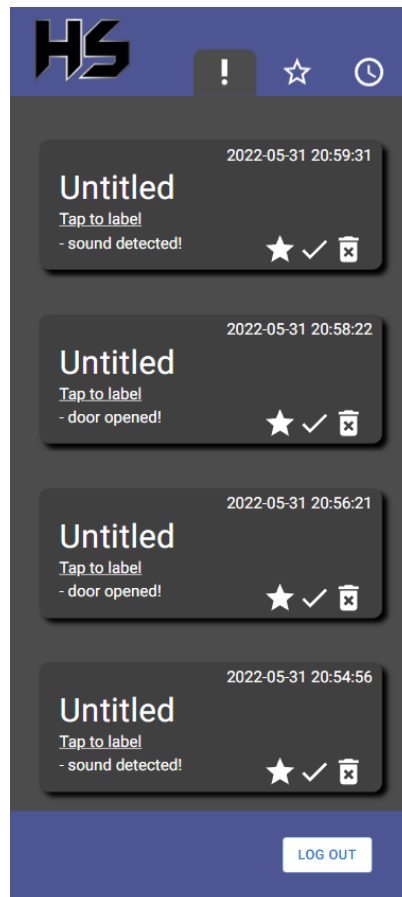 HS
!
2022-05-31 20:59:31
Untitled
Tap to label
- sound detected!
2022-05-31 20:58:22
Untitled
Tap to label
- door opened!
2022-05-31 20:56:21
Untitled
Tap to label
- door opened!
2022-05-31 20:54:56
Untitled
Tap to label
- sound detected!
LOG OUT